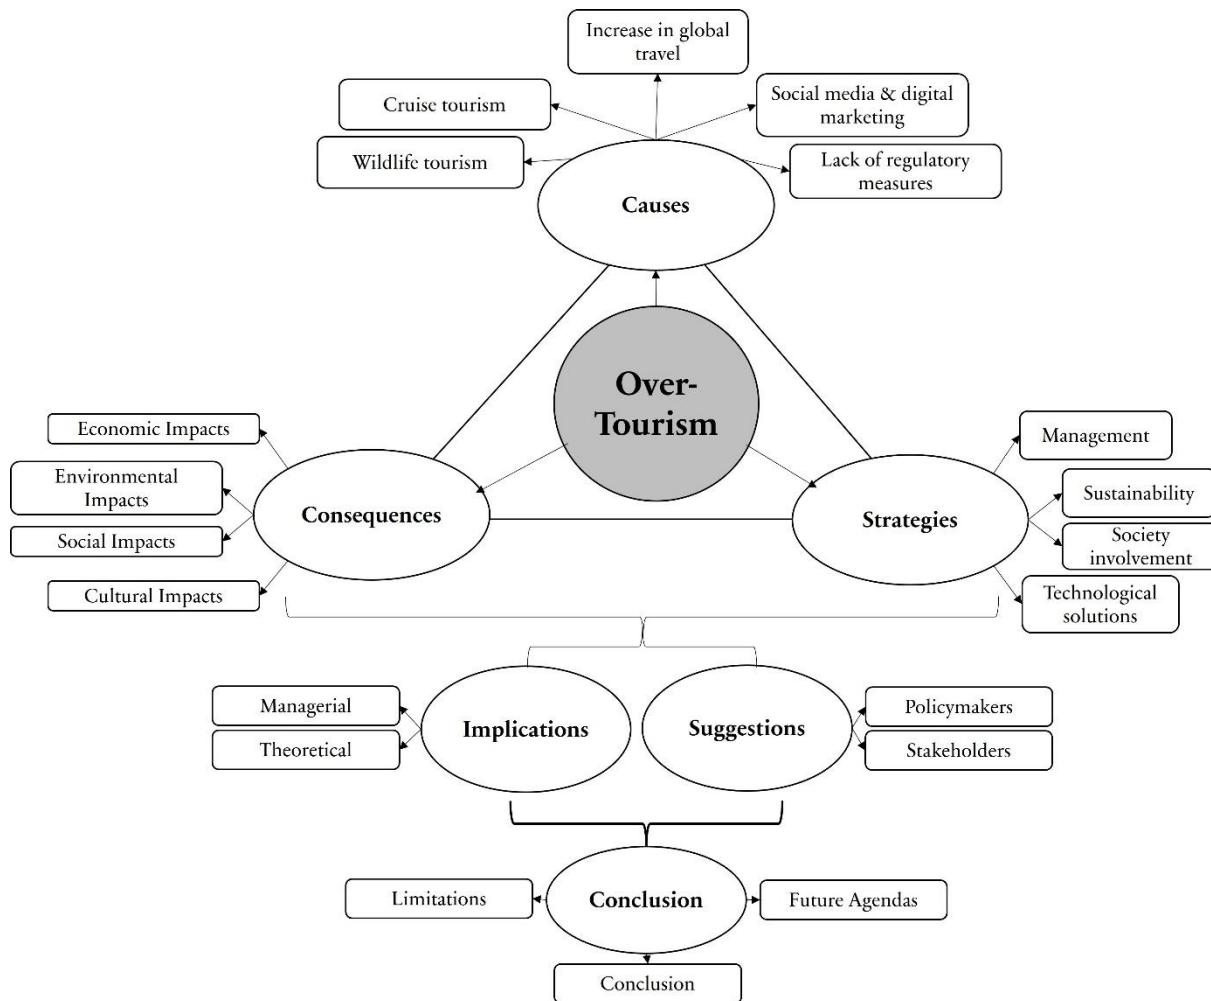 Increase in global
travel
Cruise tourism
Social media & digital
marketing
Wildlife tourism
Lack of regulatory
measures
Causes
Over-
Tourism
Economic Impacts
Environmental
Impacts
Social Impacts
Cultural Impacts
Consequences
Strategies
Management
Sustainability
Society
involvement
Technological
solutions
Managerial
Theoretical
Implications
Suggestions
Policymakers
Stakeholders
Limitations
Conclusion
Future Agendas
Conclusion